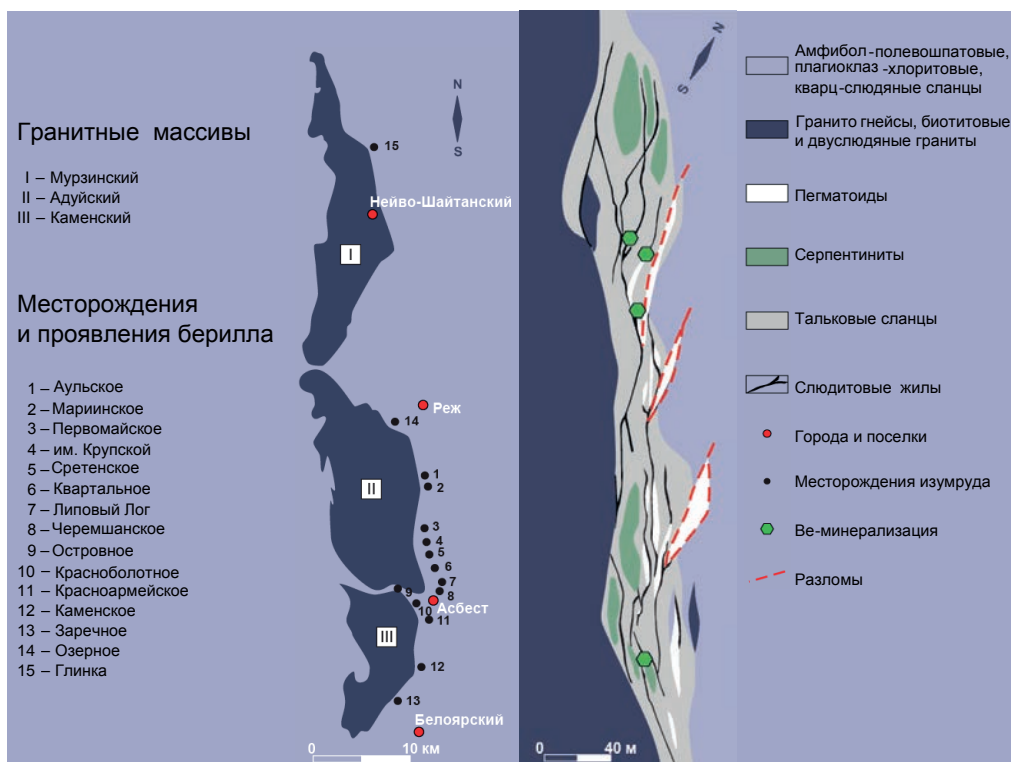 Гранитные массивы
I – Мурзинский
II – Адуйский
III – Каменский
Месторождения
и проявления берилла
1 – Аульское
2 – Мариинское
3 – Первомайское
4 – им. Крупской
5 – Сретенское
6 – Квартальное
7 – Липовый Лог
8 – Черемшанское
9 – Островное
10 – Красноболотное
11 – Красноармейское
12 – Каменское
13 – Заречное
14 – Озерное
15 – Глинка
N
S
15
Нейво-Шайтанский
I
Реж
14
1
II
2
3
4
5
6
7
8
9
Асбест
10
11
III
12
13
Белоярский
0 10 км
N
S
0 40 м
Амфибол-полевошпатовые,
плагиоклаз -хлоритовые,
кварц-слюдяные сланцы
Гранито гнейсы, биотитовые
и двуслюдяные граниты
Пегматоиды
Серпентиниты
Тальковые сланцы
Слюдитовые жилы
Города и поселки
Месторождения изумруда
Be-минерализация
Разломы